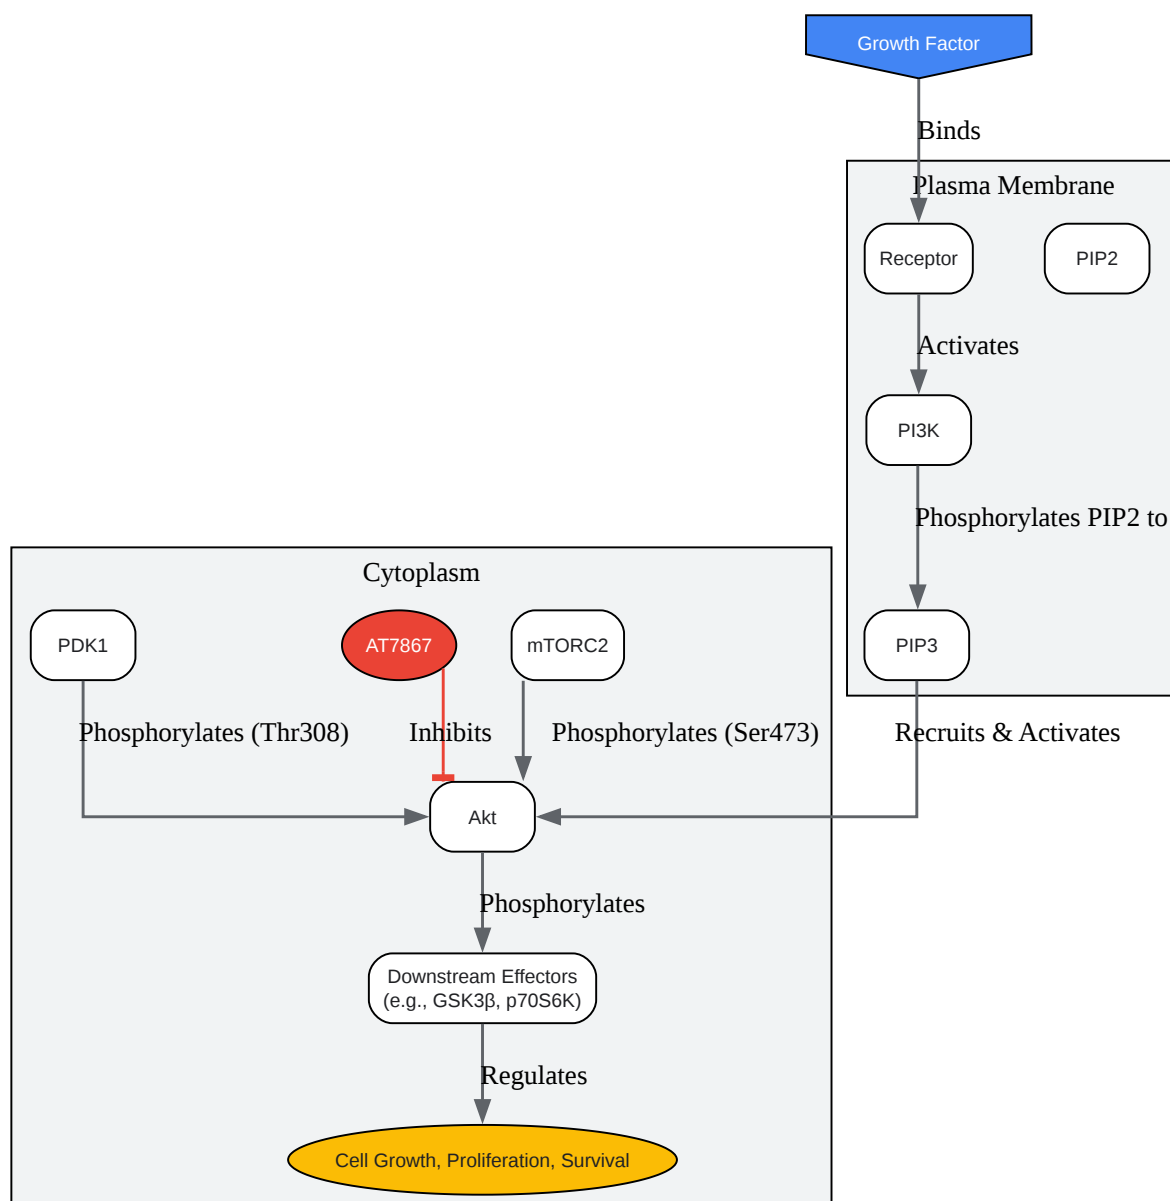 Growth Factor
Binds
Plasma Membrane
Receptor
PIP2
Activates
PI3K
Phosphorylates PIP2 to
Cytoplasm
PDK1
AT7867
mTORC2
PIP3
Phosphorylates (Thr308)
Inhibits
Phosphorylates (Ser473)
Recruits & Activates
Akt
Phosphorylates
Downstream Effectors
(e.g., GSK3β, p70S6K)
Regulates
Cell Growth, Proliferation, Survival